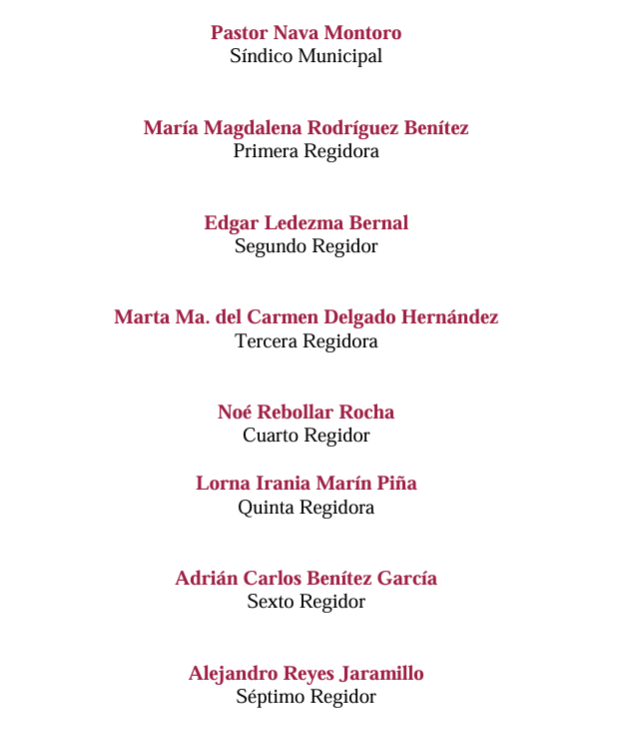 Pastor Nava Montoro
Síndico Municipal
María Magdalena Rodríguez Benítez
Primera Regidora
Edgar Ledezma Bernal
Segundo Regidor
Marta Ma. del Carmen Delgado Hernández
Tercera Regidora
Noé Rebollar Rocha
Cuarto Regidor
Lorna Irania Marín Piña
Quinta Regidora
Adrián Carlos Benítez García
Sexto Regidor
Alejandro Reyes Jaramillo
Séptimo Regidor